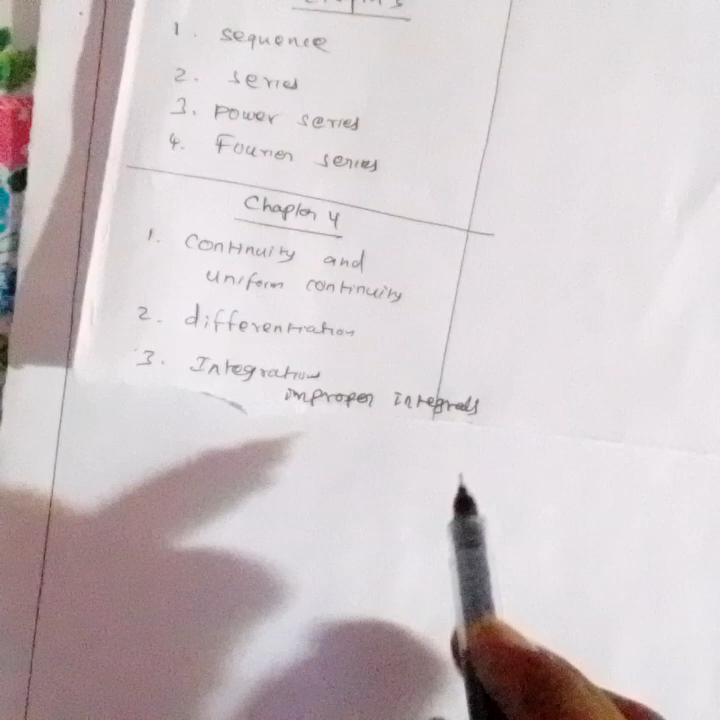 1. sequence
2. series
3. power series
4. Fourier series
Chapter 4
1. Continuity and
uniform continuity
2. differentiation
3. Integration
improper integrals